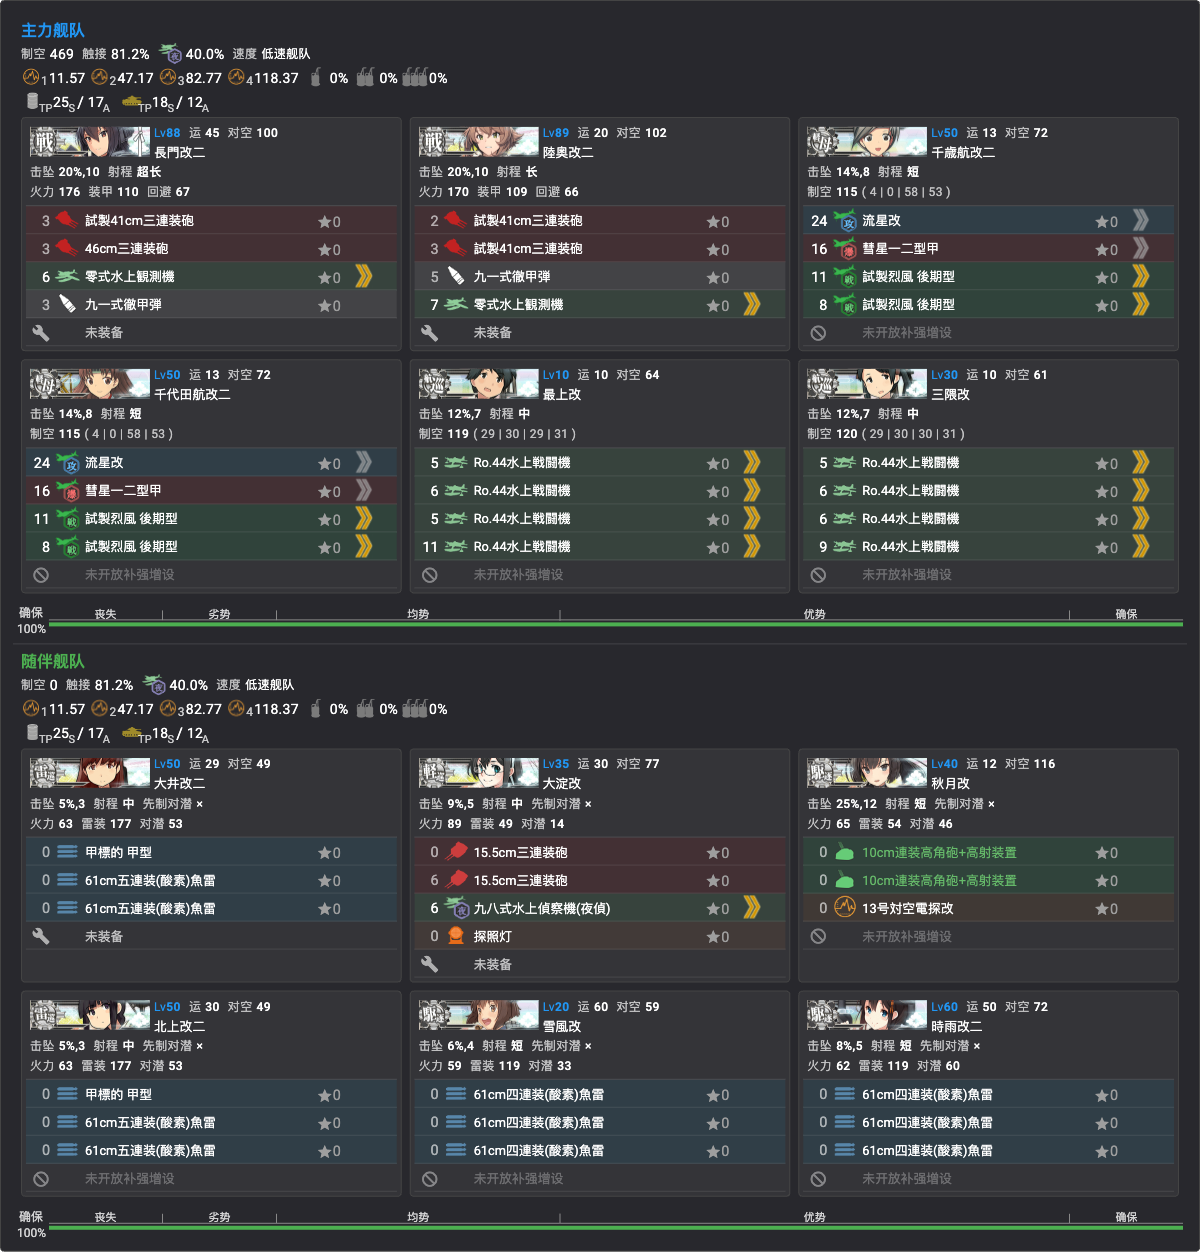 主力舰队
制空 469 触接 81.2% 40.0% 速度 低速舰队
1 11.57 2 47.17 3 82.77 4 118.37 0% 0% 0%
TP 25 S / 17 A TP 18 S / 12 A
Lv88 运 45 对空 100
長門改二
击坠 20%,10 射程 超长
火力 176 装甲 110 回避 67
3 試製41cm三連装砲 ★0
3 46cm三連装砲 ★0
6 零式水上観測機 ★0
3 九一式徹甲弾 ★0
未装备
Lv89 运 20 对空 102
陸奥改二
击坠 20%,10 射程 长
火力 170 装甲 109 回避 66
2 試製41cm三連装砲 ★0
3 試製41cm三連装砲 ★0
5 九一式徹甲弾 ★0
7 零式水上観測機 ★0
未装备
Lv50 运 13 对空 72
千歳航改二
击坠 14%,8 射程 短
制空 115 ( 4 | 0 | 58 | 53 )
24 流星改 ★0
16 彗星一二型甲 ★0
11 試製烈風 後期型 ★0
8 試製烈風 後期型 ★0
未开放补强增设
Lv50 运 13 对空 72
千代田航改二
击坠 14%,8 射程 短
制空 115 ( 4 | 0 | 58 | 53 )
24 流星改 ★0
16 彗星一二型甲 ★0
11 試製烈風 後期型 ★0
8 試製烈風 後期型 ★0
未开放补强增设
Lv10 运 10 对空 64
最上改
击坠 12%,7 射程 中
制空 119 ( 29 | 30 | 29 | 31 )
5 Ro.44水上戦闘機 ★0
6 Ro.44水上戦闘機 ★0
5 Ro.44水上戦闘機 ★0
11 Ro.44水上戦闘機 ★0
未开放补强增设
Lv30 运 10 对空 61
三隈改
击坠 12%,7 射程 中
制空 120 ( 29 | 30 | 30 | 31 )
5 Ro.44水上戦闘機 ★0
6 Ro.44水上戦闘機 ★0
6 Ro.44水上戦闘機 ★0
9 Ro.44水上戦闘機 ★0
未开放补强增设
确保 丧失 劣势 均势 优势 确保
100%
随伴舰队
制空 0 触接 81.2% 40.0% 速度 低速舰队
1 11.57 2 47.17 3 82.77 4 118.37 0% 0% 0%
TP 25 S / 17 A TP 18 S / 12 A
Lv50 运 29 对空 49
大井改二
击坠 5%,3 射程 中 先制对潜 ×
火力 63 雷装 177 对潜 53
0 甲標的 甲型 ★0
0 61cm五連装(酸素)魚雷 ★0
0 61cm五連装(酸素)魚雷 ★0
未装备
Lv35 运 30 对空 77
大淀改
击坠 9%,5 射程 中 先制对潜 ×
火力 89 雷装 49 对潜 14
0 15.5cm三連装砲 ★0
6 15.5cm三連装砲 ★0
6 九八式水上偵察機(夜偵) ★0
0 探照灯 ★0
未装备
Lv40 运 12 对空 116
秋月改
击坠 25%,12 射程 短 先制对潜 ×
火力 65 雷装 54 对潜 46
0 10cm連装高角砲+高射装置 ★0
0 10cm連装高角砲+高射装置 ★0
0 13号対空電探改 ★0
未开放补强增设
Lv50 运 30 对空 49
北上改二
击坠 5%,3 射程 中 先制对潜 ×
火力 63 雷装 177 对潜 53
0 甲標的 甲型 ★0
0 61cm五連装(酸素)魚雷 ★0
0 61cm五連装(酸素)魚雷 ★0
未开放补强增设
Lv20 运 60 对空 59
雪風改
击坠 6%,4 射程 短 先制对潜 ×
火力 59 雷装 119 对潜 33
0 61cm四連装(酸素)魚雷 ★0
0 61cm四連装(酸素)魚雷 ★0
0 61cm四連装(酸素)魚雷 ★0
未开放补强增设
Lv60 运 50 对空 72
時雨改二
击坠 8%,5 射程 短 先制对潜 ×
火力 62 雷装 119 对潜 60
0 61cm四連装(酸素)魚雷 ★0
0 61cm四連装(酸素)魚雷 ★0
0 61cm四連装(酸素)魚雷 ★0
未开放补强增设
确保 丧失 劣势 均势 优势 确保
100%